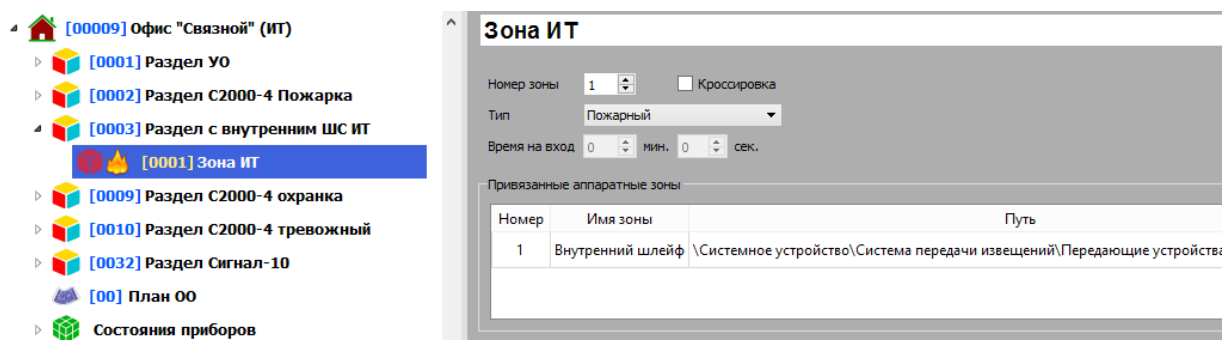 [00009] Офис "Связной" (ИТ)
[0001] Раздел УО
[0002] Раздел С2000-4 Пожарка
[0003] Раздел с внутренним ШС ИТ
[0001] Зона ИТ
[0009] Раздел С2000-4 охранка
[0010] Раздел С2000-4 тревожный
[0032] Раздел Сигнал-10
[00] План ОО
Состояния приборов
Зона ИТ
Номер зоны 1 Кроссировка
Тип Пожарный
Время на вход 0 мин. 0 сек.
Привязанные аппаратные зоны
Номер Имя зоны Путь
1 Внутренний шлейф \Системное устройство\Система передачи извещений\Передающие устройства